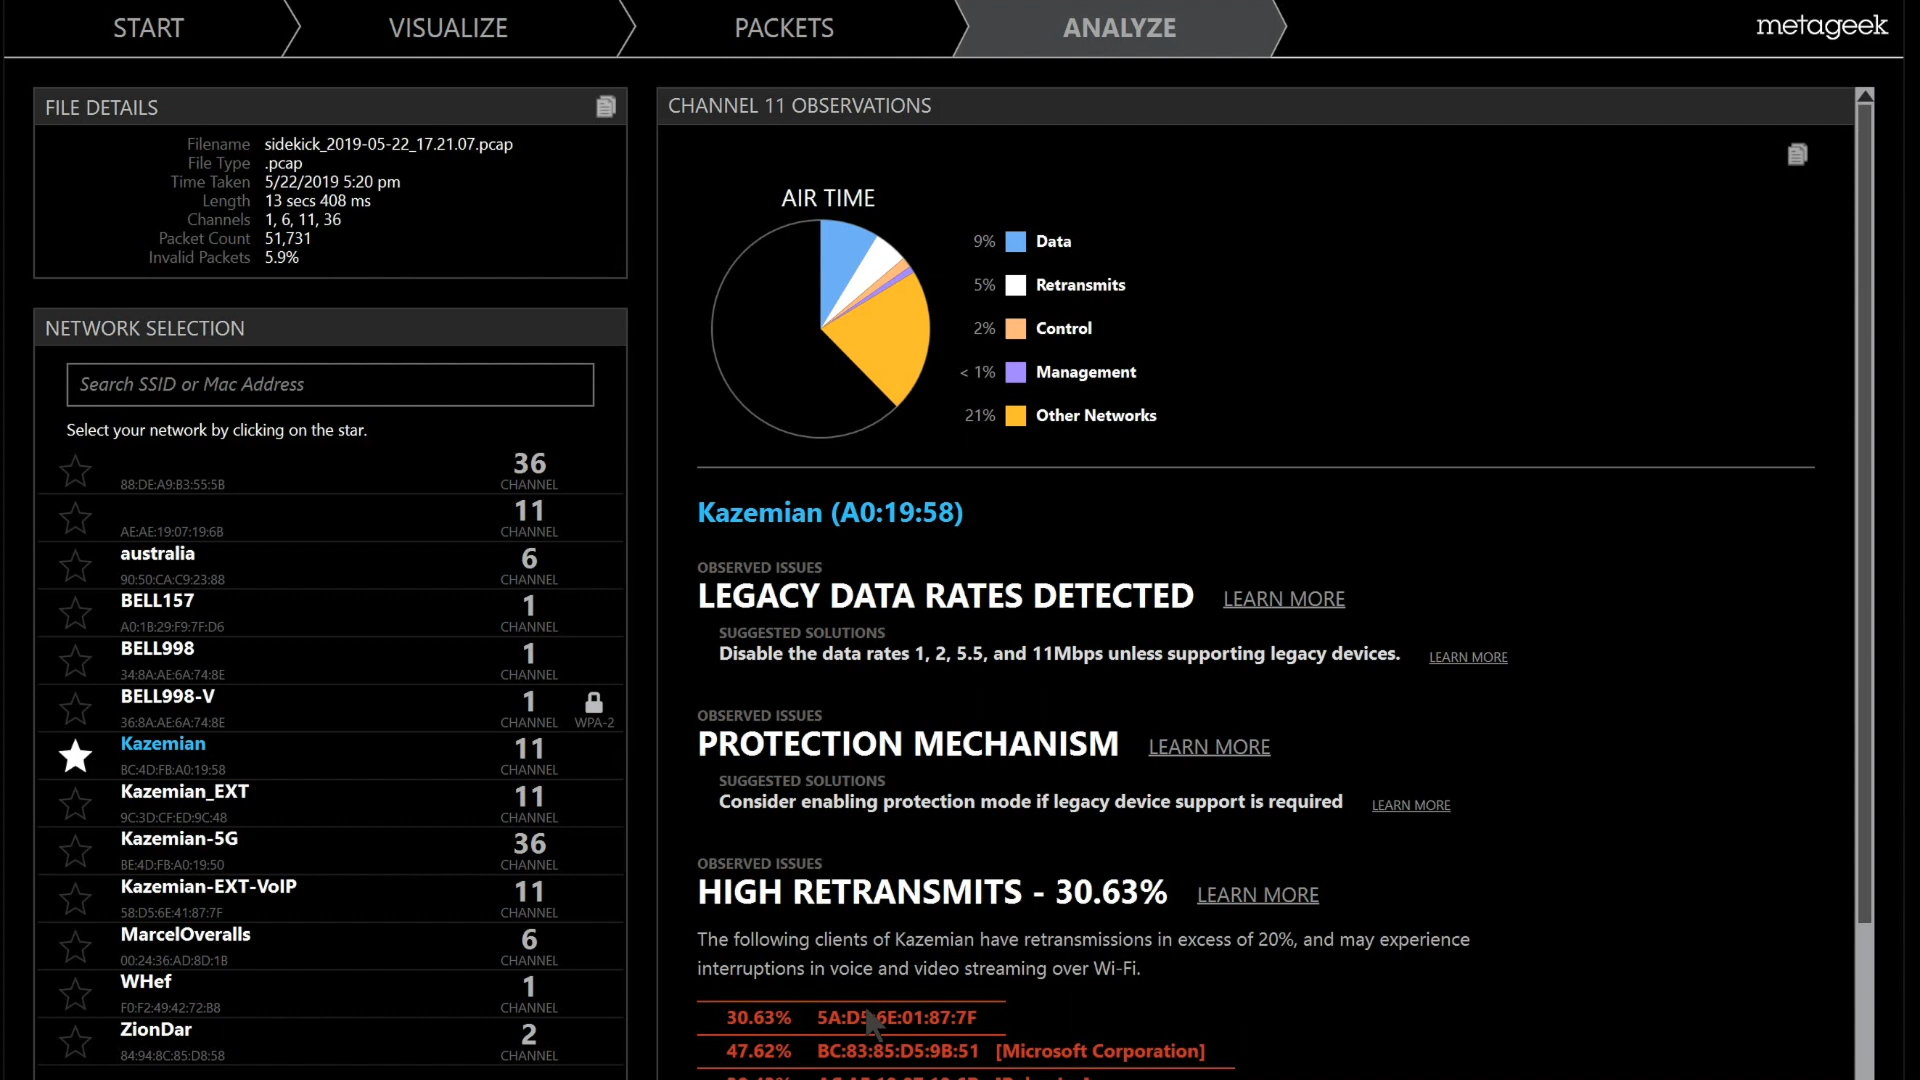 START
VISUALIZE
PACKETS
ANALYZE
metageek
FILE DETAILS
Filename sidekick_2019-05-22_17.21.07.pcap
File Type .pcap
Time Taken 5/22/2019 5:20 pm
Length 13 secs 408 ms
Channels 1, 6, 11, 36
Packet Count 51,731
Invalid Packets 5.9%
NETWORK SELECTION
Search SSID or Mac Address
Select your network by clicking on the star.
36
88:DE:A9:B3:55:5B CHANNEL
11
AE:AE:19:07:19:6B CHANNEL
australia 6
90:50:CA:C9:23:88 CHANNEL
BELL157 1
A0:1B:29:F9:7F:D6 CHANNEL
BELL998 1
34:8A:AE:6A:74:8E CHANNEL
BELL998-V 1
36:8A:AE:6A:74:8E CHANNEL WPA-2
Kazemian 11
BC:4D:FB:A0:19:58 CHANNEL
Kazemian_EXT 11
9C:3D:CF:ED:9C:48 CHANNEL
Kazemian-5G 36
BE:4D:FB:A0:19:50 CHANNEL
Kazemian-EXT-VoIP 11
58:D5:6E:41:87:7F CHANNEL
MarcelOveralls 6
00:24:36:AD:8D:1B CHANNEL
WHef 1
F0:F2:49:42:72:B8 CHANNEL
ZionDar 2
84:94:8C:85:D8:58 CHANNEL
CHANNEL 11 OBSERVATIONS
AIR TIME
9% Data
5% Retransmits
2% Control
< 1% Management
21% Other Networks
Kazemian (A0:19:58)
OBSERVED ISSUES
LEGACY DATA RATES DETECTED LEARN MORE
SUGGESTED SOLUTIONS
Disable the data rates 1, 2, 5.5, and 11Mbps unless supporting legacy devices. LEARN MORE
OBSERVED ISSUES
PROTECTION MECHANISM LEARN MORE
SUGGESTED SOLUTIONS
Consider enabling protection mode if legacy device support is required LEARN MORE
OBSERVED ISSUES
HIGH RETRANSMITS - 30.63% LEARN MORE
The following clients of Kazemian have retransmissions in excess of 20%, and may experience
interruptions in voice and video streaming over Wi-Fi.
30.63% 5A:D5:6E:01:87:7F
47.62% BC:83:85:D5:9B:51 [Microsoft Corporation]